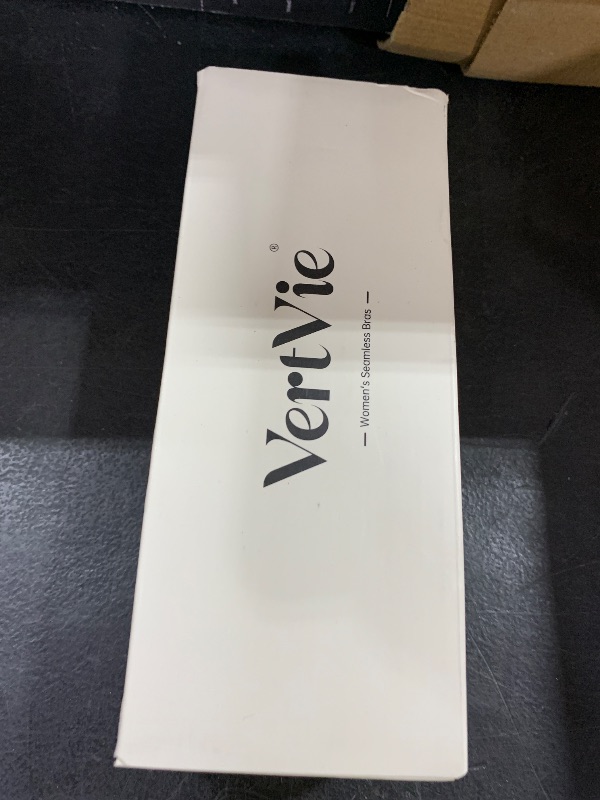 VertVie®
— Women's Seamless Bras —